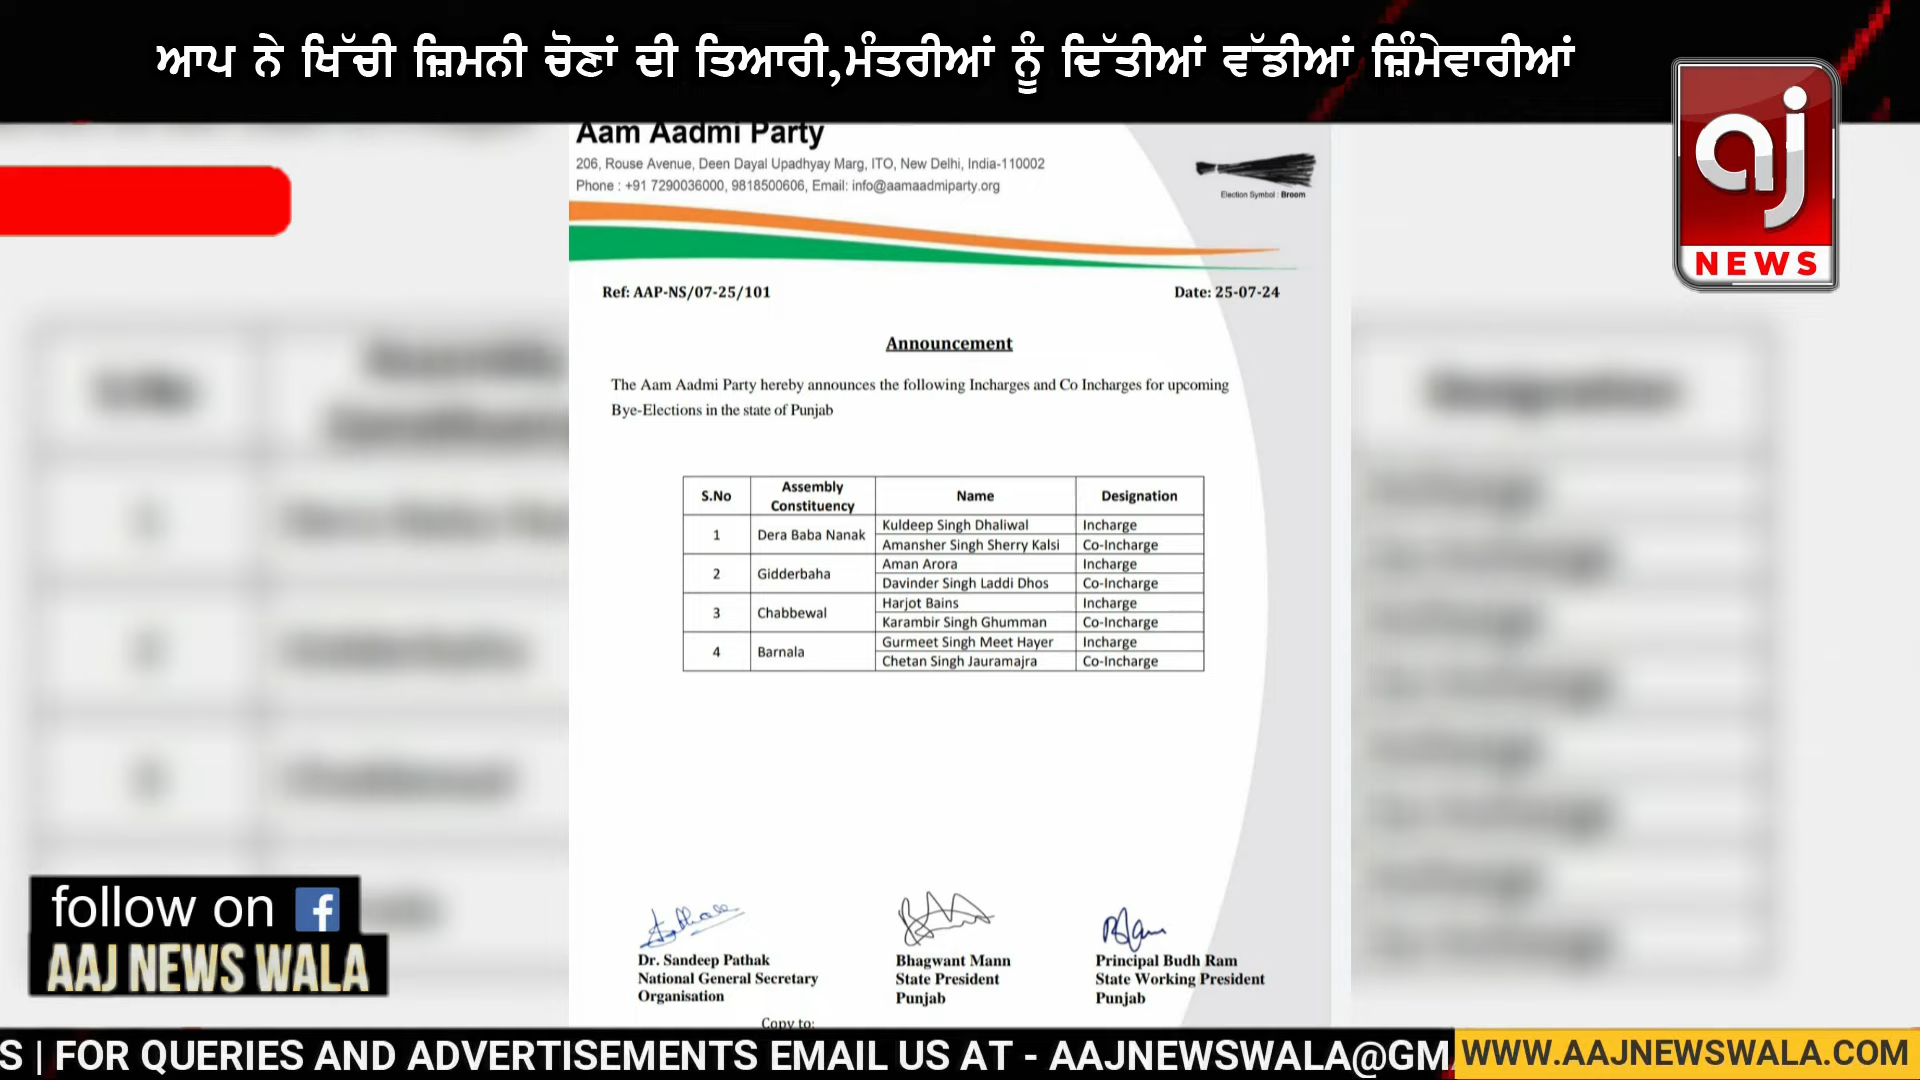 ਆਪ ਨੇ ਖਿੱਚੀ ਜ਼ਿਮਨੀ ਚੋਣਾਂ ਦੀ ਤਿਆਰੀ,ਮੰਤਰੀਆਂ ਨੂੰ ਦਿੱਤੀਆਂ ਵੱਡੀਆਂ ਜ਼ਿੰਮੇਵਾਰੀਆਂ
aj
NEWS
Aam Aadmi Party
206, Rouse Avenue, Deen Dayal Upadhyay Marg, ITO, New Delhi, India-110002
Phone : +91 7290036000, 9818500606, Email: info@aamaadmiparty.org
Election Symbol : Broom
Ref: AAP-NS/07-25/101 Date: 25-07-24
Announcement
The Aam Aadmi Party hereby announces the following Incharges and Co Incharges for upcoming
Bye-Elections in the state of Punjab
S.No Assembly Constituency Name Designation
1 Dera Baba Nanak Kuldeep Singh Dhaliwal Incharge
Amansher Singh Sherry Kalsi Co-Incharge
2 Gidderbaha Aman Arora Incharge
Davinder Singh Laddi Dhos Co-Incharge
3 Chabbewal Harjot Bains Incharge
Karambir Singh Ghumman Co-Incharge
4 Barnala Gurmeet Singh Meet Hayer Incharge
Chetan Singh Jauramajra Co-Incharge
Dr. Sandeep Pathak
National General Secretary
Organisation
Bhagwant Mann
State President
Punjab
Principal Budh Ram
State Working President
Punjab
Copy to:
follow on
AAJ NEWS WALA
S | FOR QUERIES AND ADVERTISEMENTS EMAIL US AT - AAJNEWSWALA@GM
WWW.AAJNEWSWALA.COM